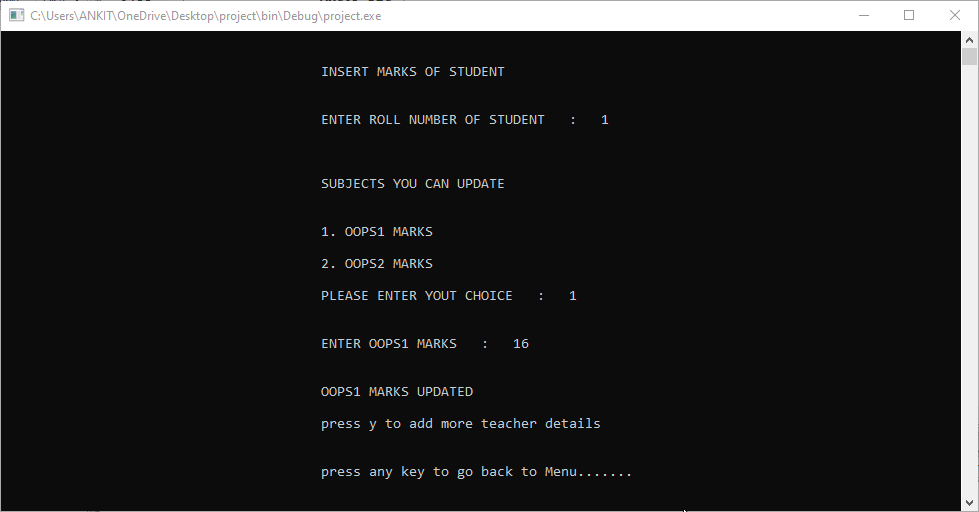 C:\Users\ANKIT\OneDrive\Desktop\project\bin\Debug\project.exe
INSERT MARKS OF STUDENT
ENTER ROLL NUMBER OF STUDENT   :   1
SUBJECTS YOU CAN UPDATE
1. OOPS1 MARKS
2. OOPS2 MARKS
PLEASE ENTER YOUT CHOICE   :   1
ENTER OOPS1 MARKS   :   16
OOPS1 MARKS UPDATED
press y to add more teacher details
press any key to go back to Menu.......